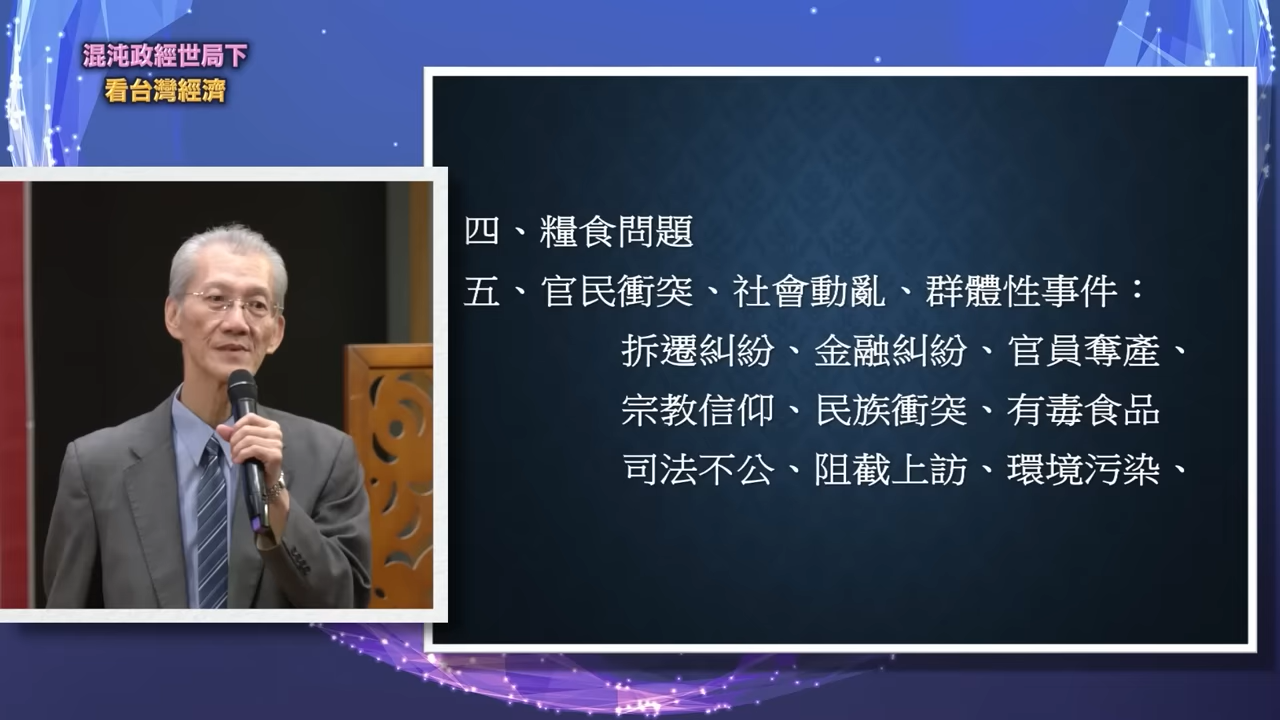 混沌政經世局下
看台灣經濟
四、糧食問題
五、官民衝突、社會動亂、群體性事件：
拆遷糾紛、金融糾紛、官員奪產、
宗教信仰、民族衝突、有毒食品
司法不公、阻截上訪、環境污染、